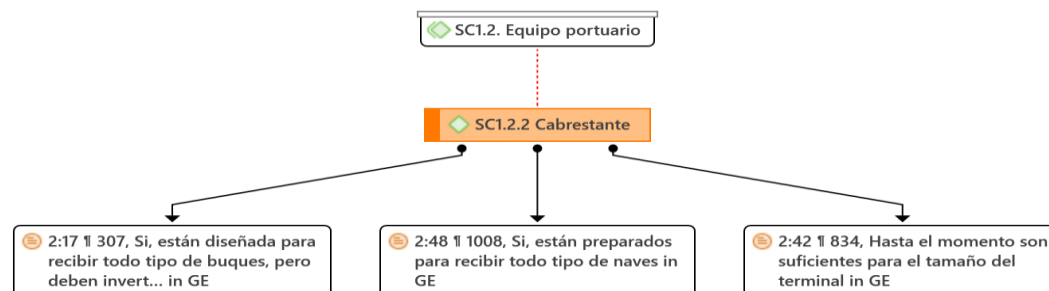 SC1.2. Equipo portuario
SC1.2.2 Cabrestante
2:17 ¶ 307, Si, están diseñada para
recibir todo tipo de buques, pero
deben invert... in GE
2:48 ¶ 1008, Si, están preparados
para recibir todo tipo de naves in
GE
2:42 ¶ 834, Hasta el momento son
suficientes para el tamaño del
terminal in GE